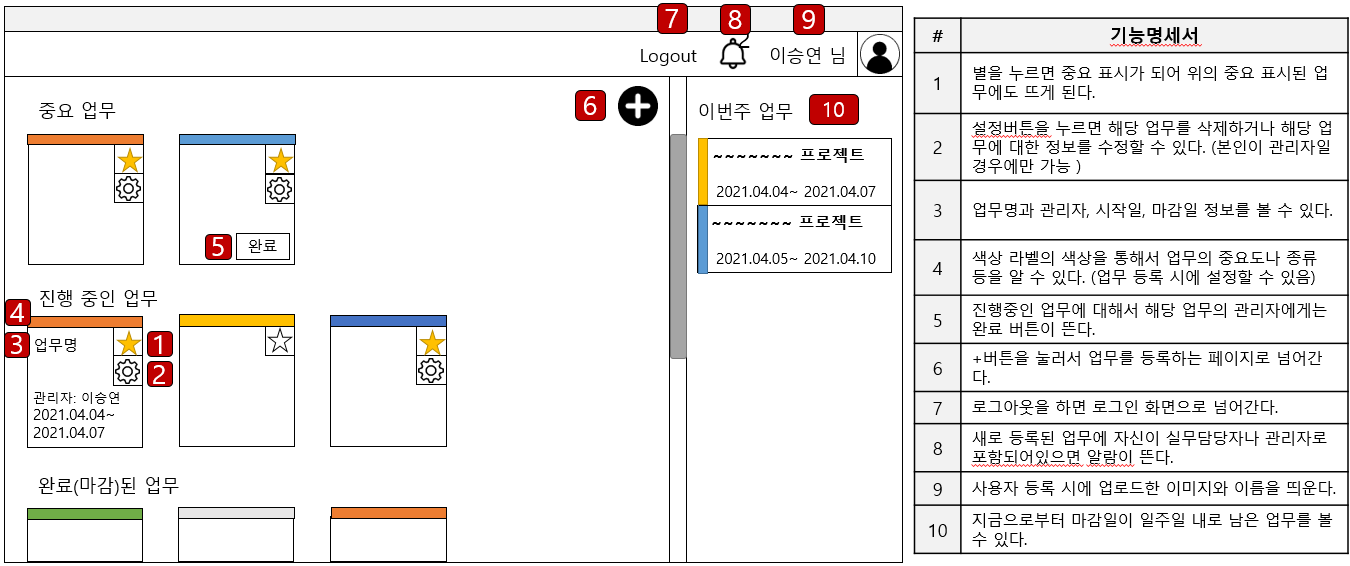 7
8
9
Logout
이승연 님
중요 업무
6
이번주 업무
10
~~~~~~~ 프로젝트
2021.04.04~ 2021.04.07
~~~~~~~ 프로젝트
2021.04.05~ 2021.04.10
5
완료
진행 중인 업무
4
3
업무명
1
2
관리자: 이승연
2021.04.04~
2021.04.07
완료(마감)된 업무
# 기능명세서
1 별을 누르면 중요 표시가 되어 위의 중요 표시된 업
무에도 뜨게 된다.
2 설정버튼을 누르면 해당 업무를 삭제하거나 해당 업
무에 대한 정보를 수정할 수 있다. (본인이 관리자일
경우에만 가능 )
3 업무명과 관리자, 시작일, 마감일 정보를 볼 수 있다.
4 색상 라벨의 색상을 통해서 업무의 중요도나 종류
등을 알 수 있다. (업무 등록 시에 설정할 수 있음)
5 진행중인 업무에 대해서 해당 업무의 관리자에게는
완료 버튼이 뜬다.
6 +버튼을 눌러서 업무를 등록하는 페이지로 넘어간
다.
7 로그아웃을 하면 로그인 화면으로 넘어간다.
8 새로 등록된 업무에 자신이 실무담당자나 관리자로
포함되어있으면 알람이 뜬다.
9 사용자 등록 시에 업로드한 이미지와 이름을 띄운다.
10 지금으로부터 마감일이 일주일 내로 남은 업무를 볼
수 있다.